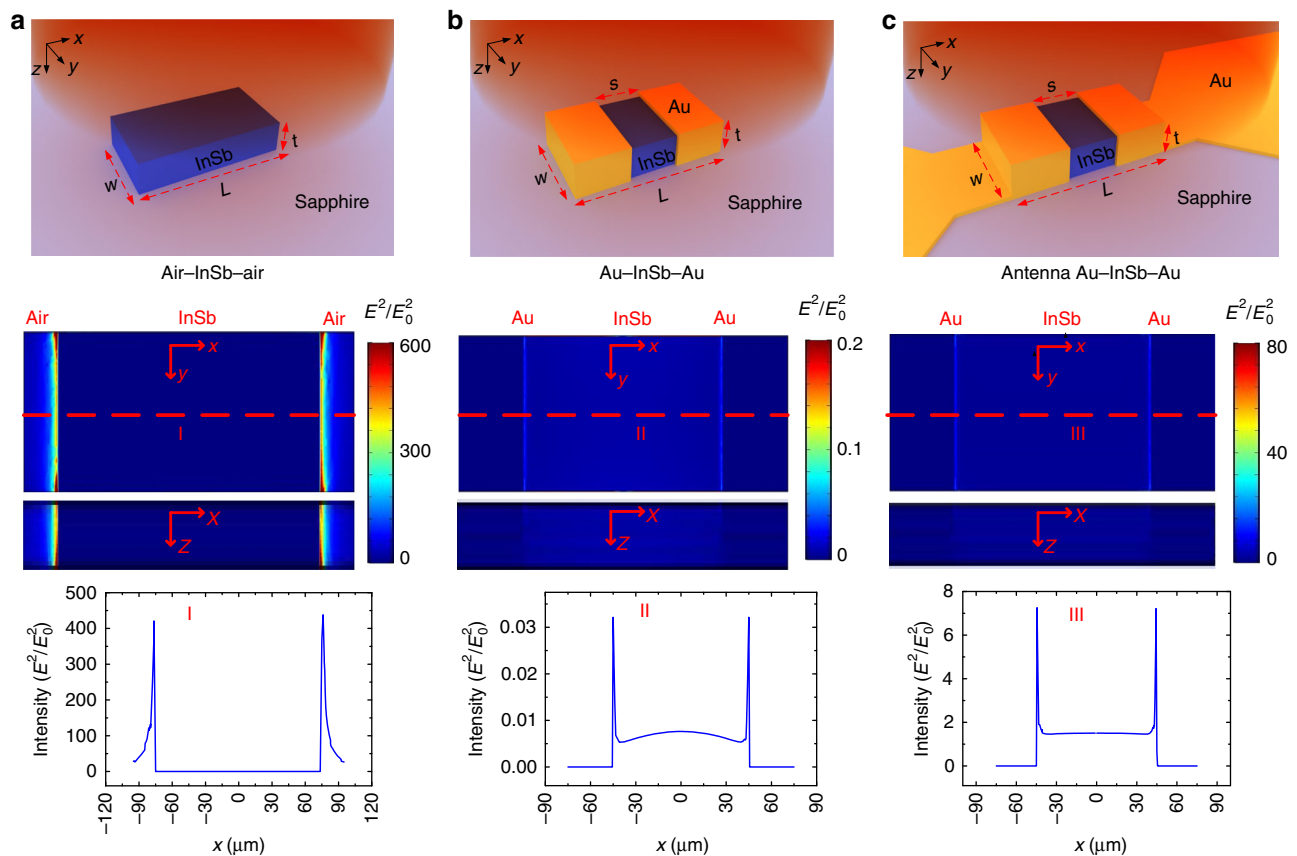 a
x
y
z
InSb
t
w
L
Sapphire
Air–InSb–air
Air
InSb
Air
E²/E₀²
x
y
I
600
300
0
X
Z
I
Intensity (E²/E₀²)
500
400
300
200
100
0
−120
−90
−60
−30
0
30
60
90
120
x (μm)
b
x
y
z
s
Au
InSb
t
w
L
Sapphire
Au–InSb–Au
Au
InSb
Au
E²/E₀²
x
y
II
0.2
0.1
0
X
Z
II
Intensity (E²/E₀²)
0.03
0.02
0.01
0.00
−90
−60
−30
0
30
60
90
x (μm)
c
x
y
z
s
Au
InSb
t
w
L
Sapphire
Antenna Au–InSb–Au
Au
InSb
Au
E²/E₀²
x
y
III
80
60
40
20
0
X
Z
III
Intensity (E²/E₀²)
8
6
4
2
0
−90
−60
−30
0
30
60
90
x (μm)